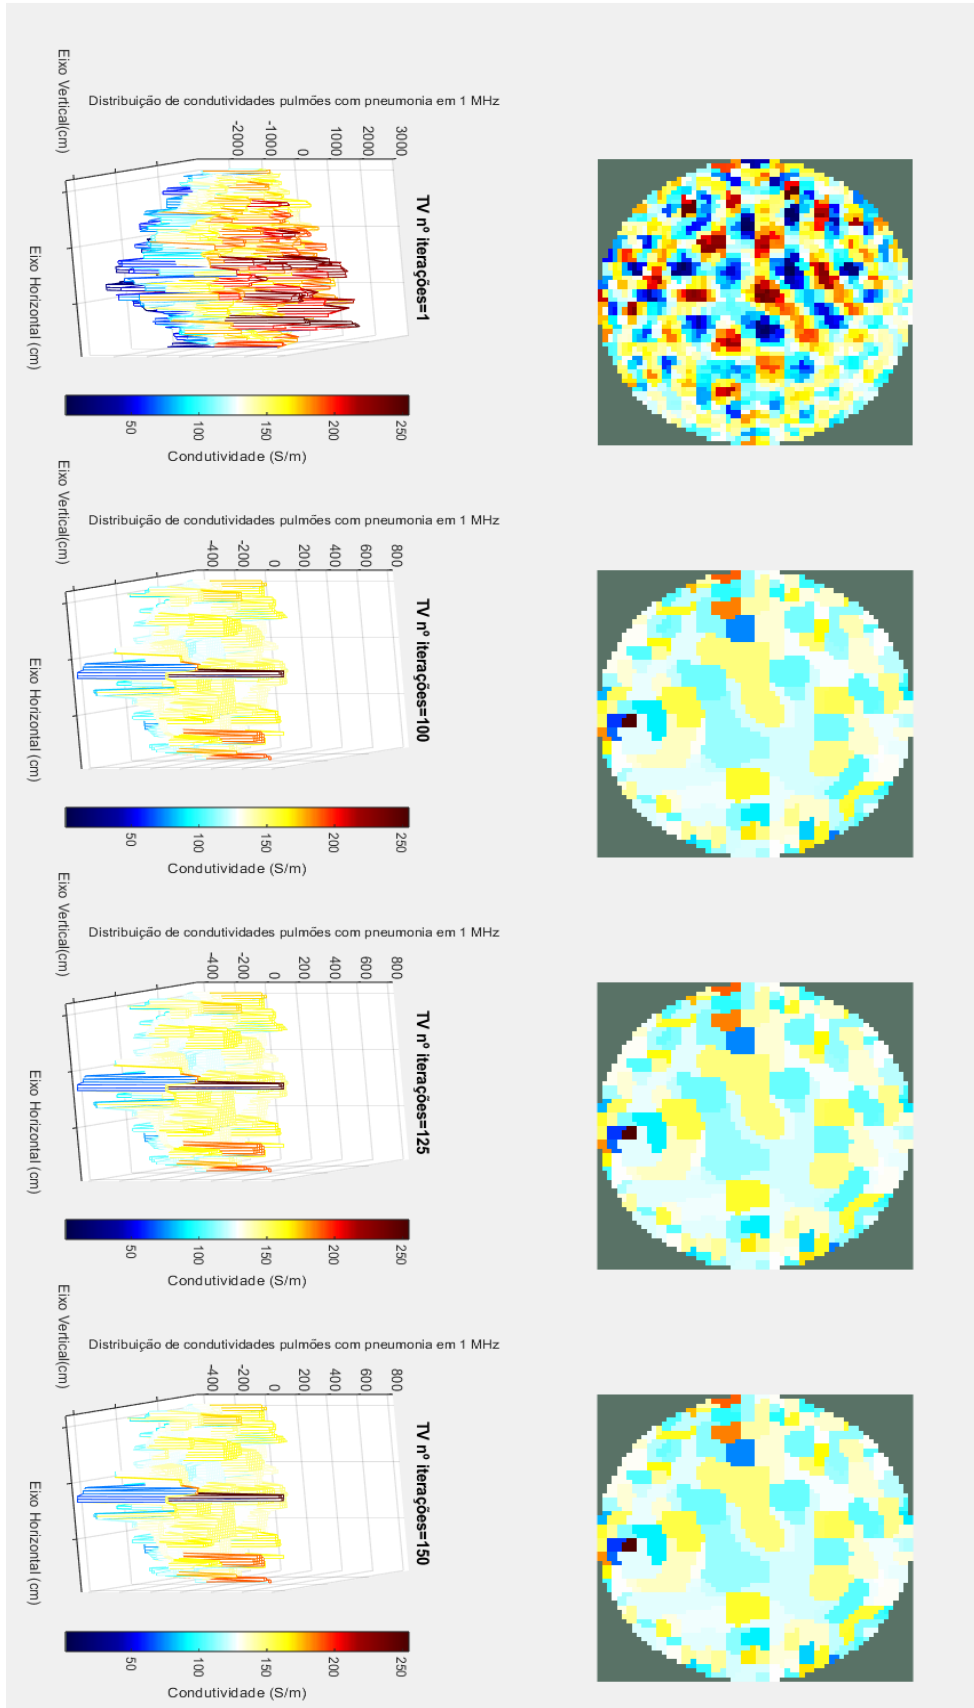 TV nº iterações=1
Distribuição de condutividades pulmões com pneumonia em 1 MHz
3000
2000
1000
0
-1000
-2000
Eixo Vertical(cm)
Eixo Horizontal (cm)
50
100
150
200
250
Condutividade (S/m)
TV nº iterações=100
Distribuição de condutividades pulmões com pneumonia em 1 MHz
800
600
400
200
0
-200
-400
Eixo Vertical(cm)
Eixo Horizontal (cm)
50
100
150
200
250
Condutividade (S/m)
TV nº iterações=125
Distribuição de condutividades pulmões com pneumonia em 1 MHz
800
600
400
200
0
-200
-400
Eixo Vertical(cm)
Eixo Horizontal (cm)
50
100
150
200
250
Condutividade (S/m)
TV nº iterações=150
Distribuição de condutividades pulmões com pneumonia em 1 MHz
800
600
400
200
0
-200
-400
Eixo Vertical(cm)
Eixo Horizontal (cm)
50
100
150
200
250
Condutividade (S/m)